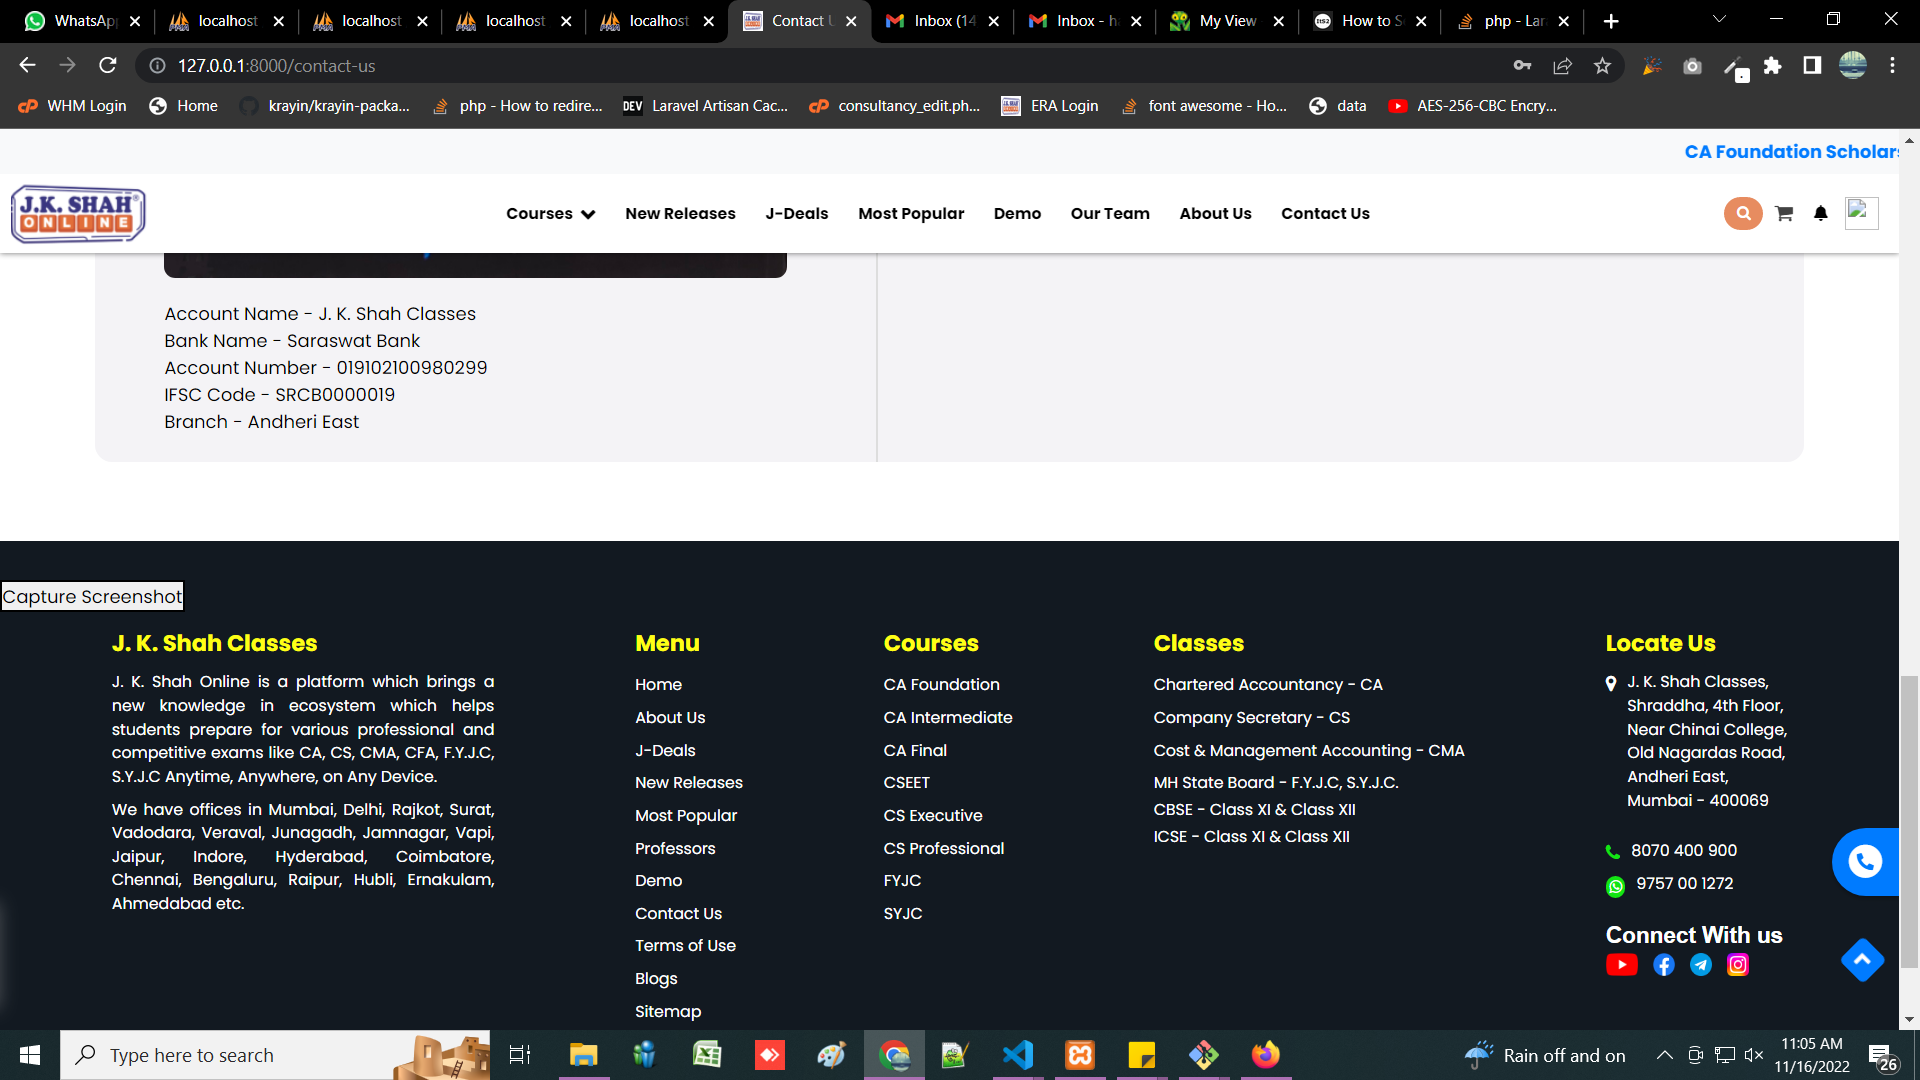 WhatsApp
localhost
localhost
localhost
localhost
Contact U
Inbox (14
Inbox - h
My View
How to S
php - Lar
127.0.0.1:8000/contact-us
WHM Login
Home
krayin/krayin-packa...
php - How to redire...
DEV Laravel Artisan Cac...
consultancy_edit.ph...
ERA Login
font awesome - Ho...
data
AES-256-CBC Encry...
CA Foundation Scholars
J.K. SHAH®
ONLINE
Courses
New Releases
J-Deals
Most Popular
Demo
Our Team
About Us
Contact Us
Account Name - J. K. Shah Classes
Bank Name - Saraswat Bank
Account Number - 019102100980299
IFSC Code - SRCB0000019
Branch - Andheri East
Capture Screenshot
J. K. Shah Classes
J. K. Shah Online is a platform which brings a
new knowledge in ecosystem which helps
students prepare for various professional and
competitive exams like CA, CS, CMA, CFA, F.Y.J.C,
S.Y.J.C Anytime, Anywhere, on Any Device.
We have offices in Mumbai, Delhi, Rajkot, Surat,
Vadodara, Veraval, Junagadh, Jamnagar, Vapi,
Jaipur, Indore, Hyderabad, Coimbatore,
Chennai, Bengaluru, Raipur, Hubli, Ernakulam,
Ahmedabad etc.
Menu
Home
About Us
J-Deals
New Releases
Most Popular
Professors
Demo
Contact Us
Terms of Use
Blogs
Sitemap
Courses
CA Foundation
CA Intermediate
CA Final
CSEET
CS Executive
CS Professional
FYJC
SYJC
Classes
Chartered Accountancy - CA
Company Secretary - CS
Cost & Management Accounting - CMA
MH State Board - F.Y.J.C, S.Y.J.C.
CBSE - Class XI & Class XII
ICSE - Class XI & Class XII
Locate Us
J. K. Shah Classes,
Shraddha, 4th Floor,
Near Chinai College,
Old Nagardas Road,
Andheri East,
Mumbai - 400069
8070 400 900
9757 00 1272
Connect With us
Type here to search
Rain off and on
11:05 AM
11/16/2022
26